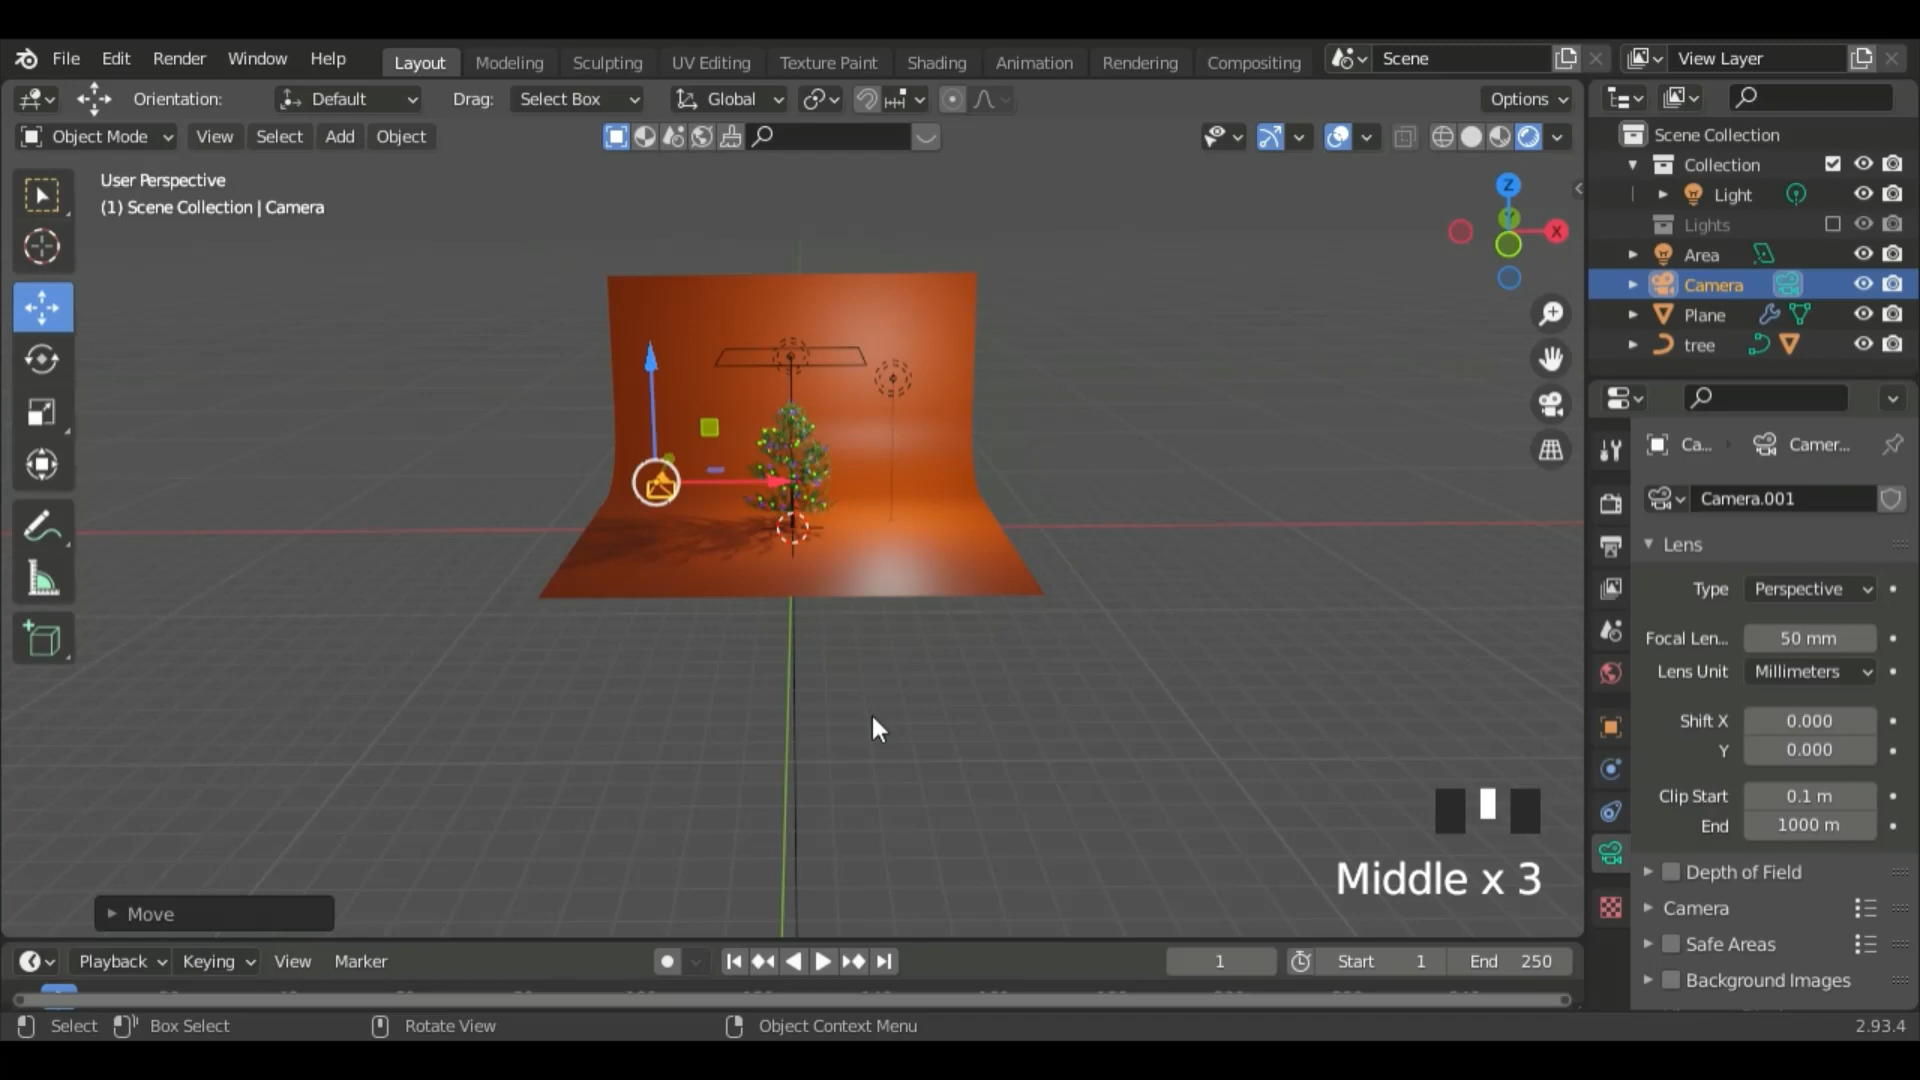 File Edit Render Window Help Layout Modeling Sculpting UV Editing Texture Paint Shading Animation Rendering Compositing Scene View Layer
Orientation: Default Drag: Select Box Global Options
Object Mode View Select Add Object
User Perspective
(1) Scene Collection | Camera
Z
X
Scene Collection
Collection
Light
Lights
Area
Camera
Plane
tree
Ca... Camer...
Camera.001
Lens
Type Perspective
Focal Len... 50 mm
Lens Unit Millimeters
Shift X 0.000
Y 0.000
Clip Start 0.1 m
End 1000 m
Depth of Field
Camera
Safe Areas
Background Images
Middle x 3
Move
Playback Keying View Marker 1 Start 1 End 250
Select Box Select Rotate View Object Context Menu 2.93.4